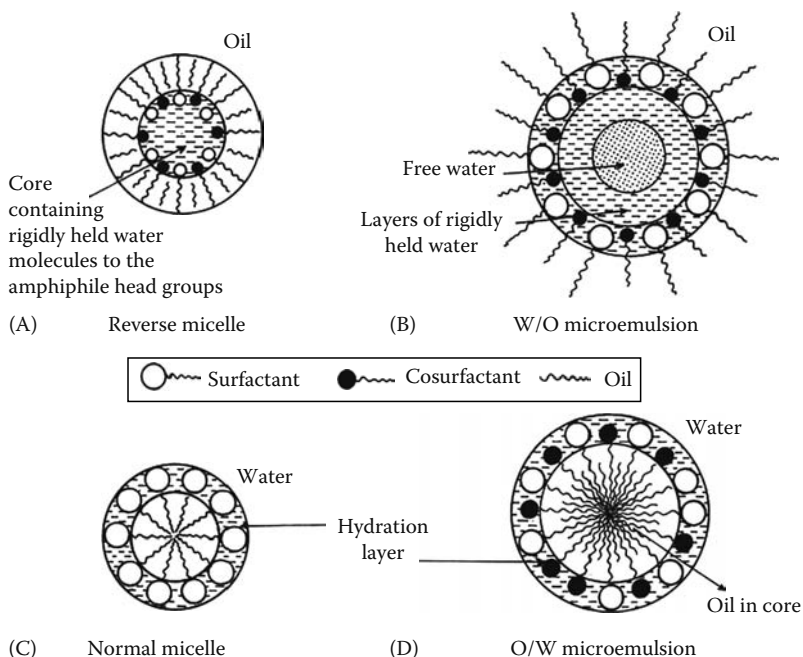 Oil
Core
containing
rigidly held water
molecules to the
amphiphile head groups
(A) Reverse micelle
Oil
Free water
Layers of rigidly
held water
(B) W/O microemulsion
Surfactant Cosurfactant Oil
Water
(C) Normal micelle
Hydration
layer
Water
Oil in core
(D) O/W microemulsion